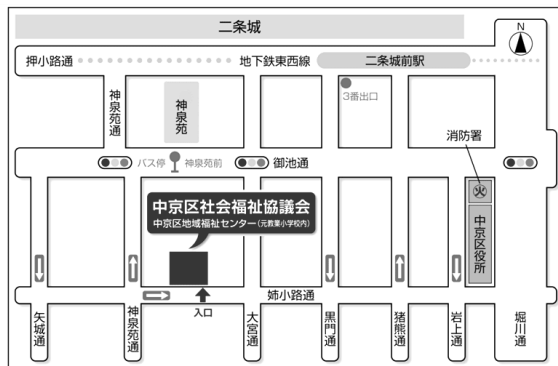 二条城
N
押小路通
地下鉄東西線
二条城前駅
神泉苑通
神泉苑
3番出口
消防署
バス停
神泉苑前
御池通
火
中京区社会福祉協議会
中京区地域福祉センター(元教業小学校内)
中京区役所
入口
姉小路通
矢城通
神泉苑通
大宮通
黒門通
猪熊通
岩上通
堀川通